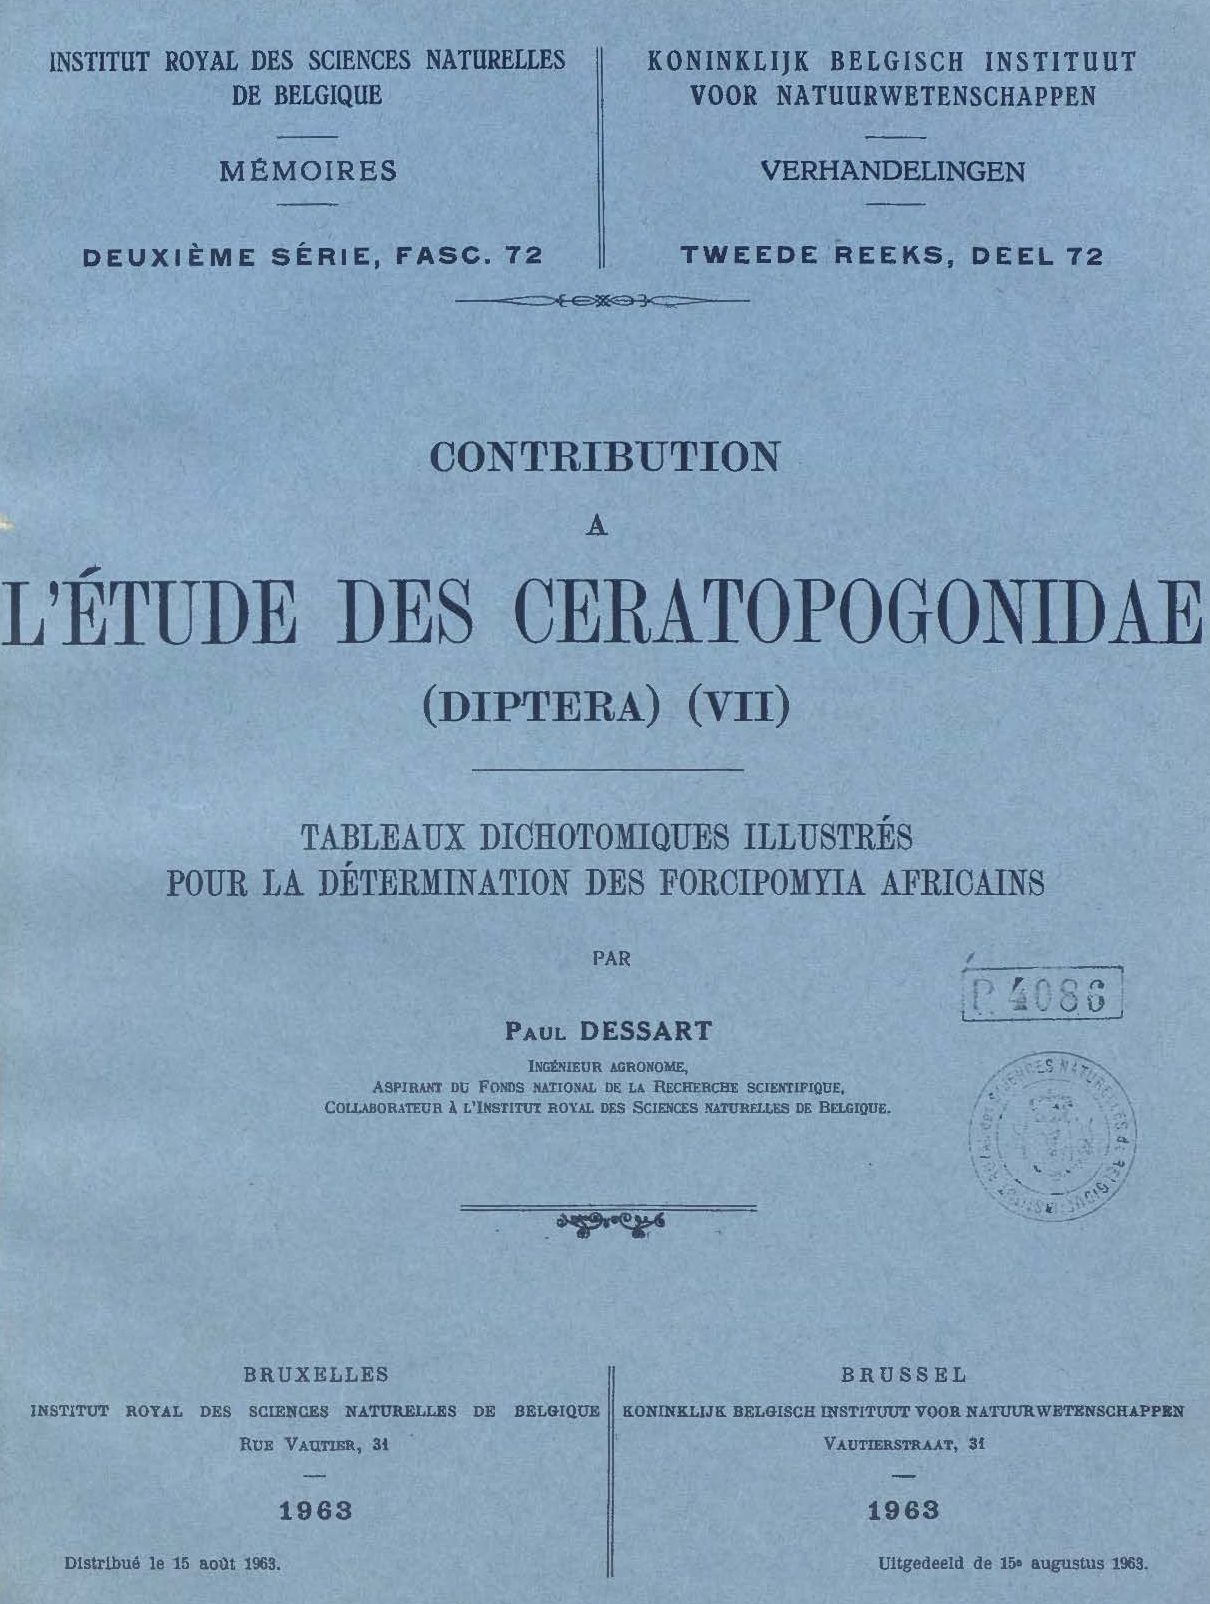 INSTITUT ROYAL DES SCIENCES NATURELLES
DE BELGIQUE
MÉMOIRES
DEUXIÈME SÉRIE, FASC. 72
KONINKLIJK BELGISCH INSTITUUT
VOOR NATUURWETENSCHAPPEN
VERHANDELINGEN
TWEEDE REEKS, DEEL 72
CONTRIBUTION
A
L'ÉTUDE DES CERATOPOGONIDAE
(DIPTERA) (VII)
TABLEAUX DICHOTOMIQUES ILLUSTRÉS
POUR LA DÉTERMINATION DES FORCIPOMYIA AFRICAINS
PAR
P. 4086
PAUL DESSART
INGÉNIEUR AGRONOME,
ASPIRANT DU FONDS NATIONAL DE LA RECHERCHE SCIENTIFIQUE,
COLLABORATEUR À L'INSTITUT ROYAL DES SCIENCES NATURELLES DE BELGIQUE.
SCIENCES NATURELLES de BELGIQUE
BRUXELLES
INSTITUT ROYAL DES SCIENCES NATURELLES DE BELGIQUE
RUE VAUTIER, 31
1963
Distribué le 15 août 1963.
BRUSSEL
KONINKLIJK BELGISCH INSTITUUT VOOR NATUURWETENSCHAPPEN
VAUTIERSTRAAT, 31
1963
Uitgedeeld de 15e augustus 1963.